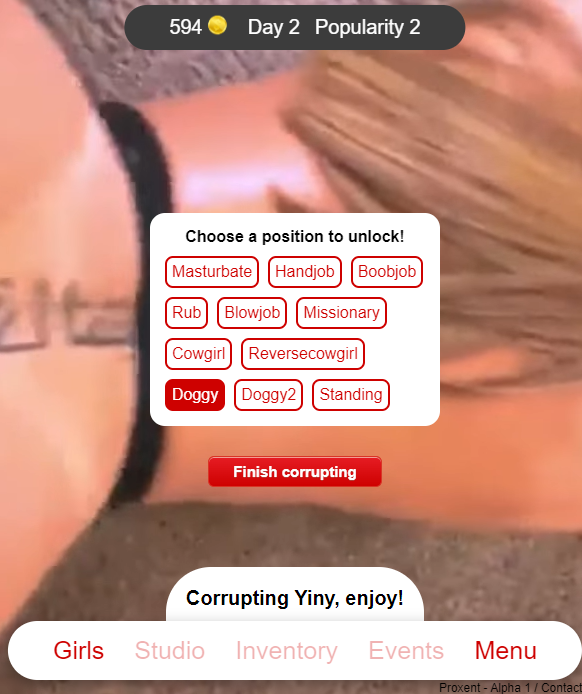 594 Day 2 Popularity 2
Choose a position to unlock!
Masturbate Handjob Boobjob
Rub Blowjob Missionary
Cowgirl Reversecowgirl
Doggy Doggy2 Standing
Finish corrupting
Corrupting Yiny, enjoy!
Girls Studio Inventory Events Menu
Proxent - Alpha 1 / Contact